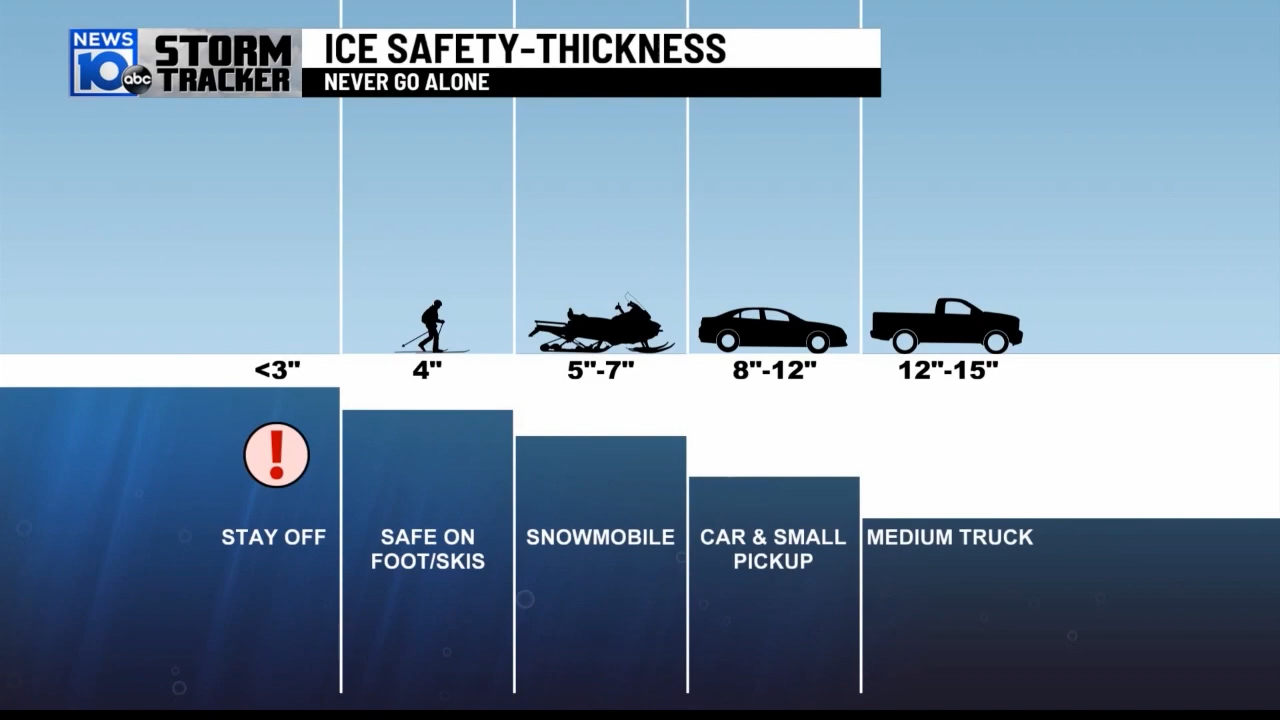 NEWS
10
abc
STORM
TRACKER
ICE SAFETY-THICKNESS
NEVER GO ALONE
<3"
4"
5"-7"
8"-12"
12"-15"
!
STAY OFF
SAFE ON
FOOT/SKIS
SNOWMOBILE
CAR & SMALL
PICKUP
MEDIUM TRUCK